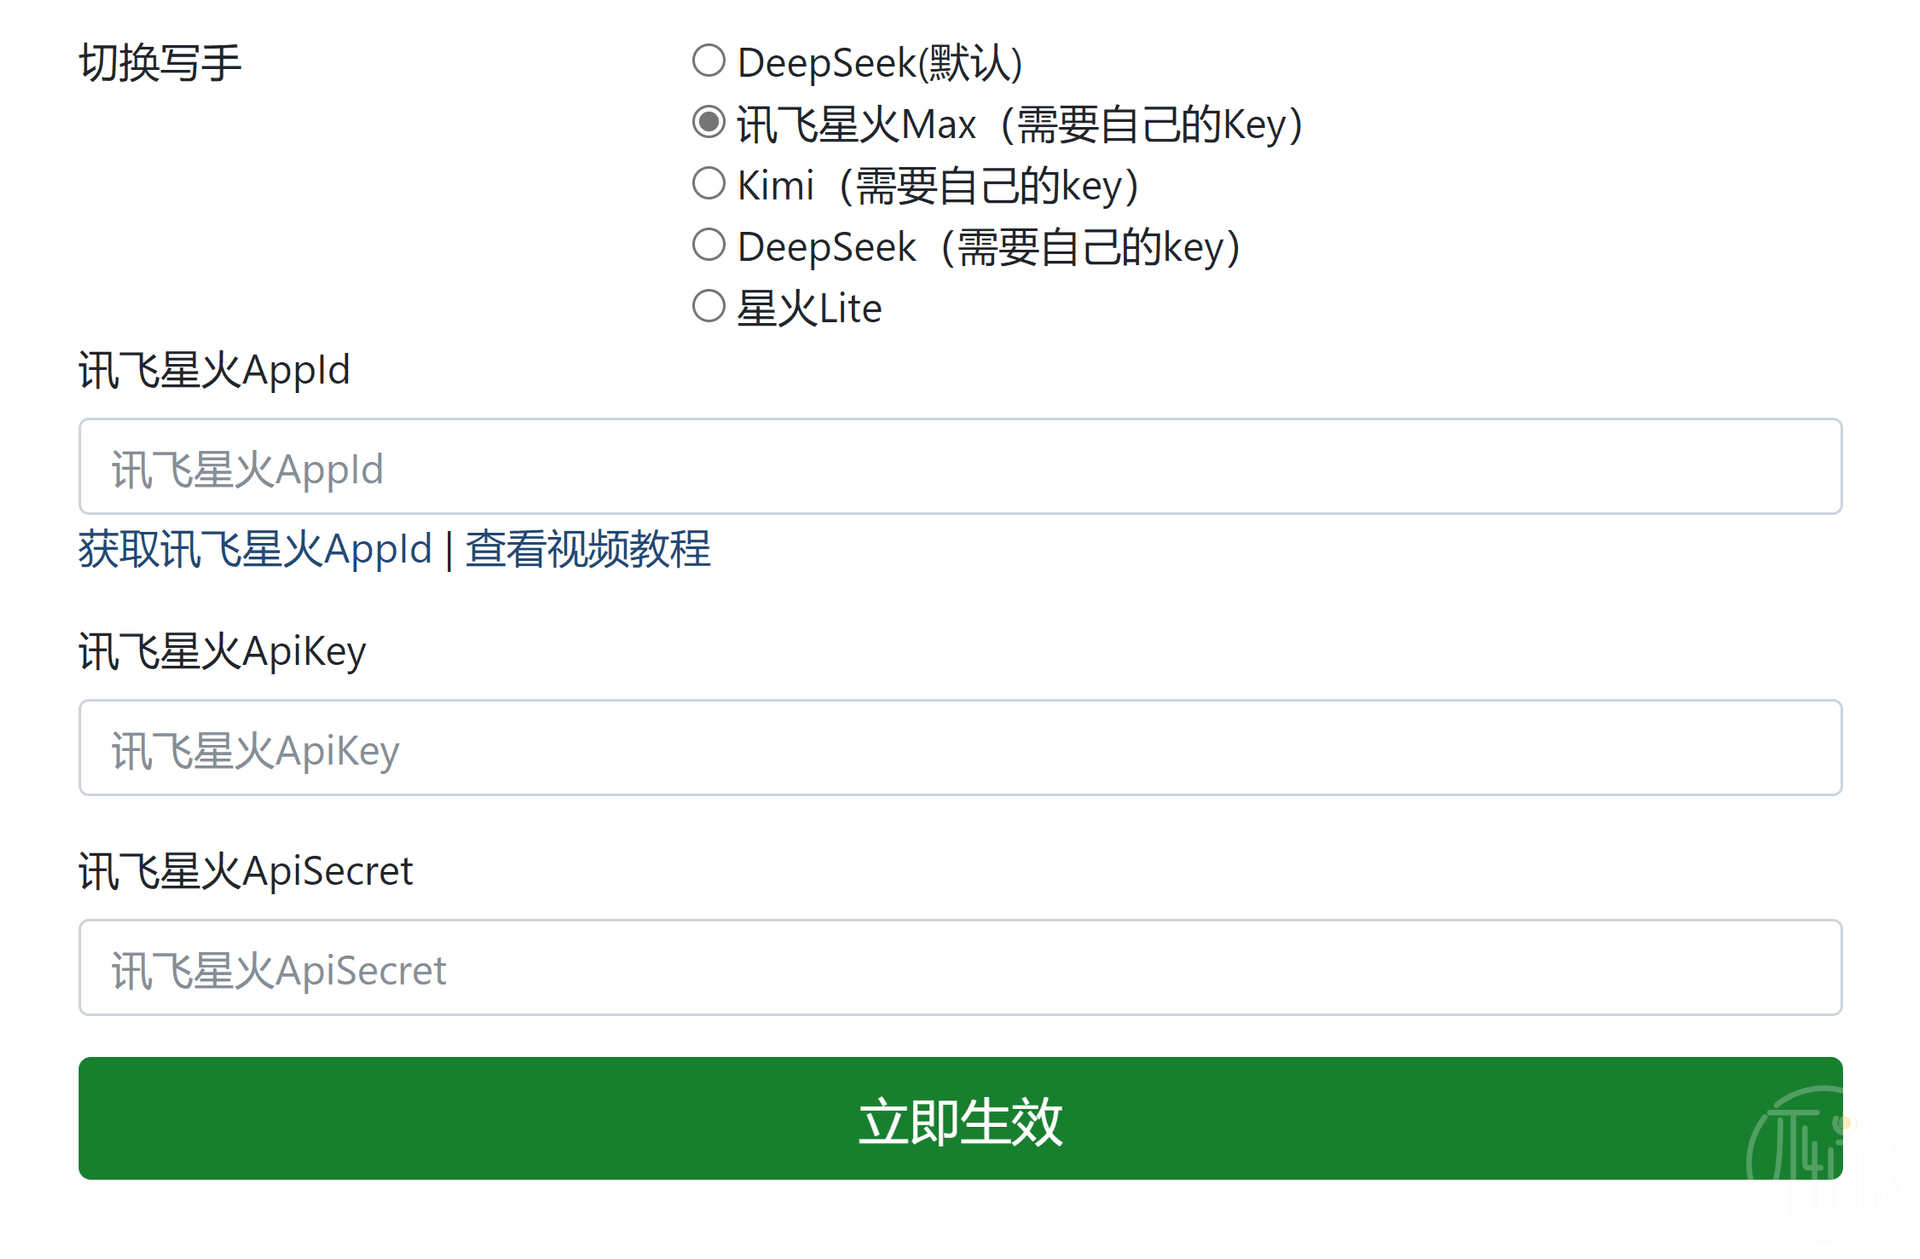 切换写手
DeepSeek(默认)
讯飞星火Max（需要自己的Key）
Kimi（需要自己的key）
DeepSeek（需要自己的key）
星火Lite
讯飞星火AppId
讯飞星火AppId
获取讯飞星火AppId | 查看视频教程
讯飞星火ApiKey
讯飞星火ApiKey
讯飞星火ApiSecret
讯飞星火ApiSecret
立即生效